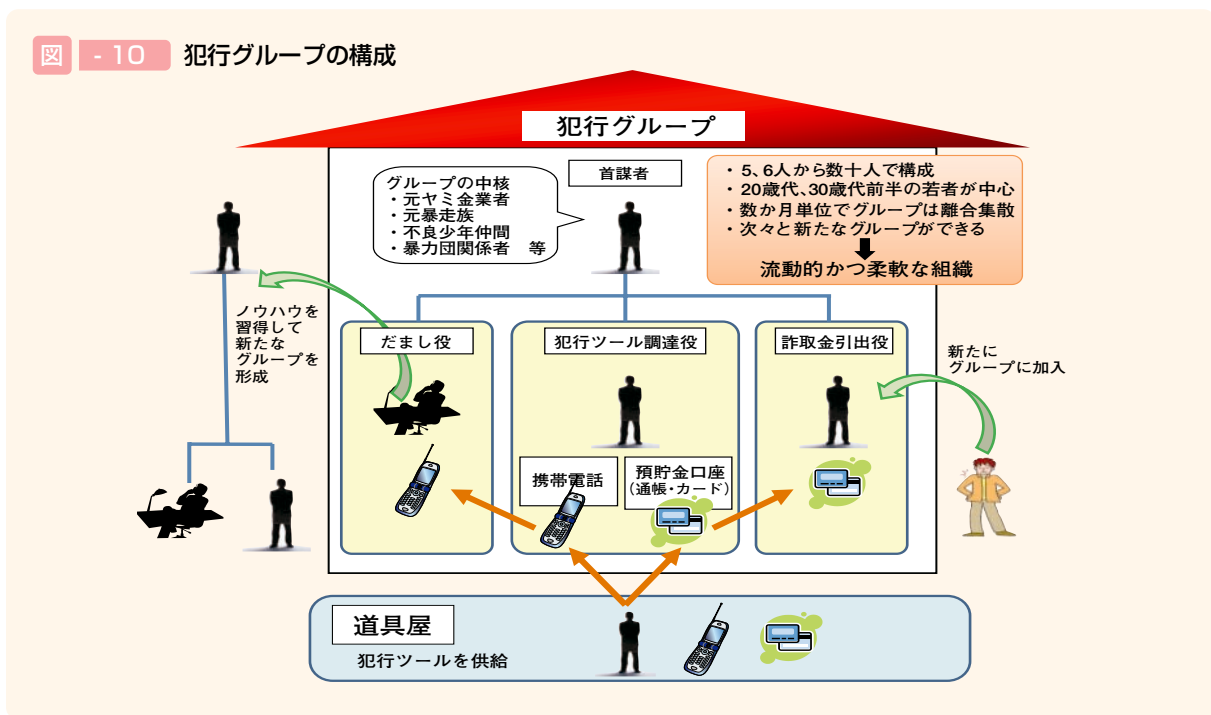 図 - 10 犯行グループの構成
犯行グループ
首謀者
グループの中核
・元ヤミ金業者
・元暴走族
・不良少年仲間
・暴力団関係者 等
・ 5、6人から数十人で構成
・ 20歳代、30歳代前半の若者が中心
・ 数か月単位でグループは離合集散
・ 次々と新たなグループができる
流動的かつ柔軟な組織
ノウハウを
習得して
新たな
グループを
形成
だまし役
犯行ツール調達役
詐取金引出役
新たに
グループに加入
携帯電話
預貯金口座
(通帳・カード)
道具屋
犯行ツールを供給